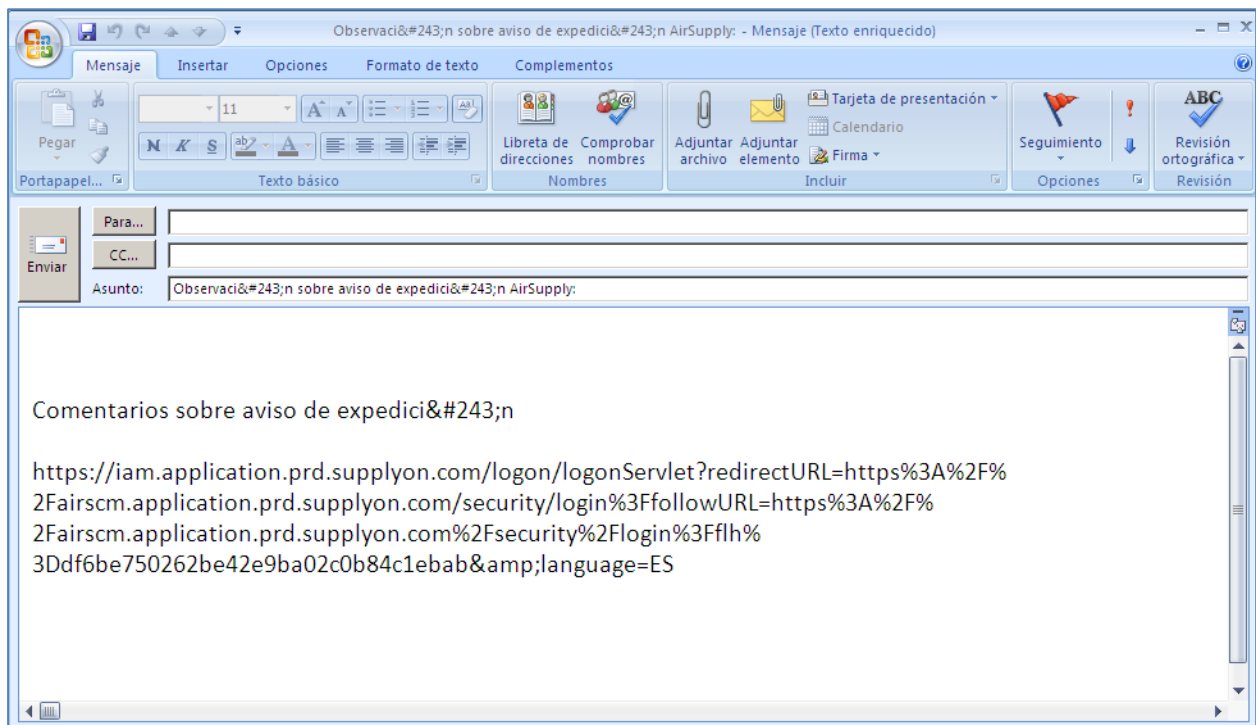 Observaci&#243;n sobre aviso de expedici&#243;n AirSupply: - Mensaje (Texto enriquecido)
Mensaje Insertar Opciones Formato de texto Complementos
Pegar
Portapapel...
11
N K S
Texto básico
Libreta de direcciones
Comprobar nombres
Nombres
Adjuntar archivo
Adjuntar elemento
Tarjeta de presentación
Calendario
Firma
Incluir
Seguimiento
Opciones
ABC
Revisión ortográfica
Revisión
Enviar
Para...
CC...
Asunto: Observaci&#243;n sobre aviso de expedici&#243;n AirSupply:
Comentarios sobre aviso de expedici&#243;n
https://iam.application.prd.supplyon.com/logon/logonServlet?redirectURL=https%3A%2F%
2Fairscm.application.prd.supplyon.com/security/login%3FfollowURL=https%3A%2F%
2Fairscm.application.prd.supplyon.com%2Fsecurity%2Flogin%3Fflh%
3Ddf6be750262be42e9ba02c0b84c1ebab&amp;language=ES